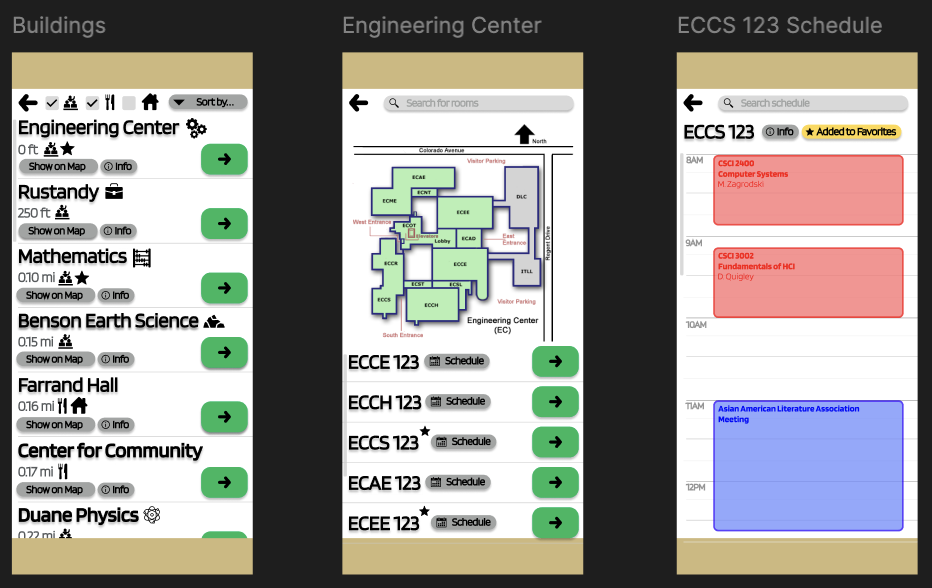 Buildings
Sort by...
Engineering Center
0 ft
Show on Map
Info
Rustandy
250 ft
Show on Map
Info
Mathematics
0.10 mi
Show on Map
Info
Benson Earth Science
0.15 mi
Show on Map
Info
Farrand Hall
0.16 mi
Show on Map
Info
Center for Community
0.17 mi
Show on Map
Info
Duane Physics
0.22 mi
Engineering Center
Search for rooms
North
Colorado Avenue
Visitor Parking
ECAE
ECNT
ECME
DLC
ECEE
West Entrance
ECOT
Elevators
Lobby
ECAD
East
Entrance
Regent Drive
ECCR
ECCE
ITLL
ECST
ECSL
ECCS
ECCH
Visitor Parking
Engineering Center
(EC)
South Entrance
ECCE 123
Schedule
ECCH 123
Schedule
ECCS 123
Schedule
ECAE 123
Schedule
ECEE 123
Schedule
ECCS 123 Schedule
Search schedule
ECCS 123
Info
Added to Favorites
8AM
CSCI 2400
Computer Systems
M Zagrodski
9AM
CSCI 3002
Fundamentals of HCI
D Quigley
10AM
11AM
Asian American Literature Association
Meeting
12PM